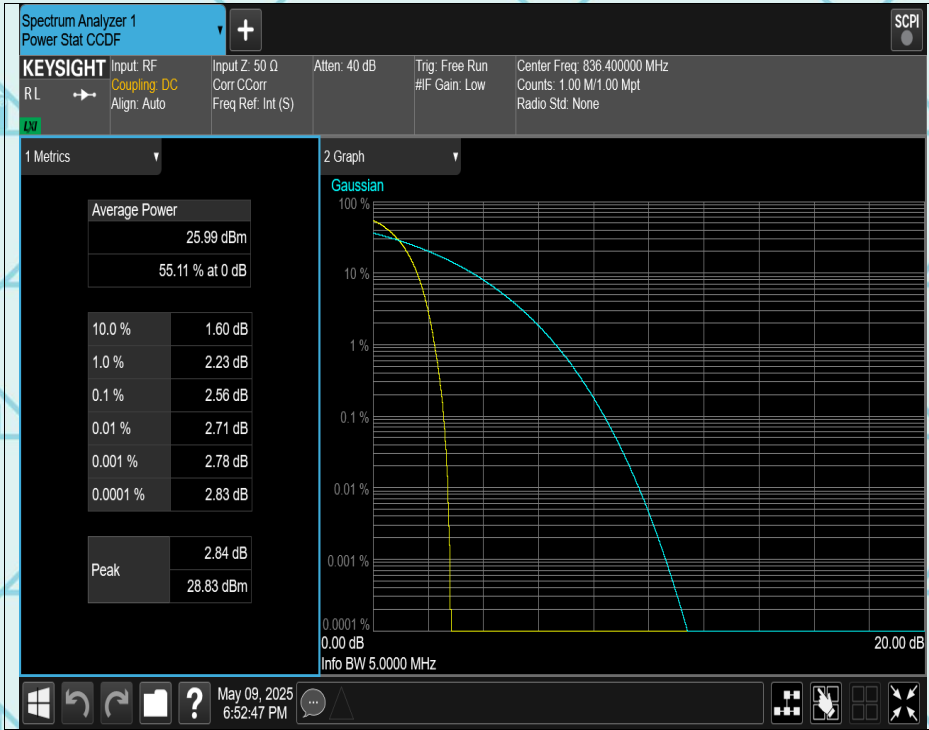 Spectrum Analyzer 1
Power Stat CCDF
+
SCPI
KEYSIGHT
RL
LXI
Input: RF
Coupling: DC
Align: Auto
Input Z: 50 Ω
Corr CCorr
Freq Ref: Int (S)
Atten: 40 dB
Trig: Free Run
#IF Gain: Low
Center Freq: 836.400000 MHz
Counts: 1.00 M/1.00 Mpt
Radio Std: None
1 Metrics
Average Power
25.99 dBm
55.11 % at 0 dB
10.0 % 1.60 dB
1.0 % 2.23 dB
0.1 % 2.56 dB
0.01 % 2.71 dB
0.001 % 2.78 dB
0.0001 % 2.83 dB
Peak
2.84 dB
28.83 dBm
2 Graph
Gaussian
100 %
10 %
1 %
0.1 %
0.01 %
0.001 %
0.0001 %
0.00 dB 20.00 dB
Info BW 5.0000 MHz
?
May 09, 2025
6:52:47 PM